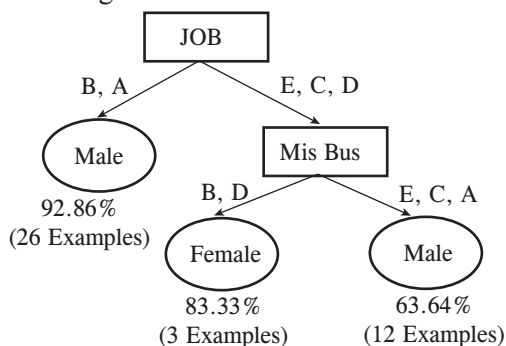 JOB
B, A
E, C, D
Male
Mis Bus
92.86%
(26 Examples)
B, D
E, C, A
Female
Male
83.33%
63.64%
(3 Examples)
(12 Examples)